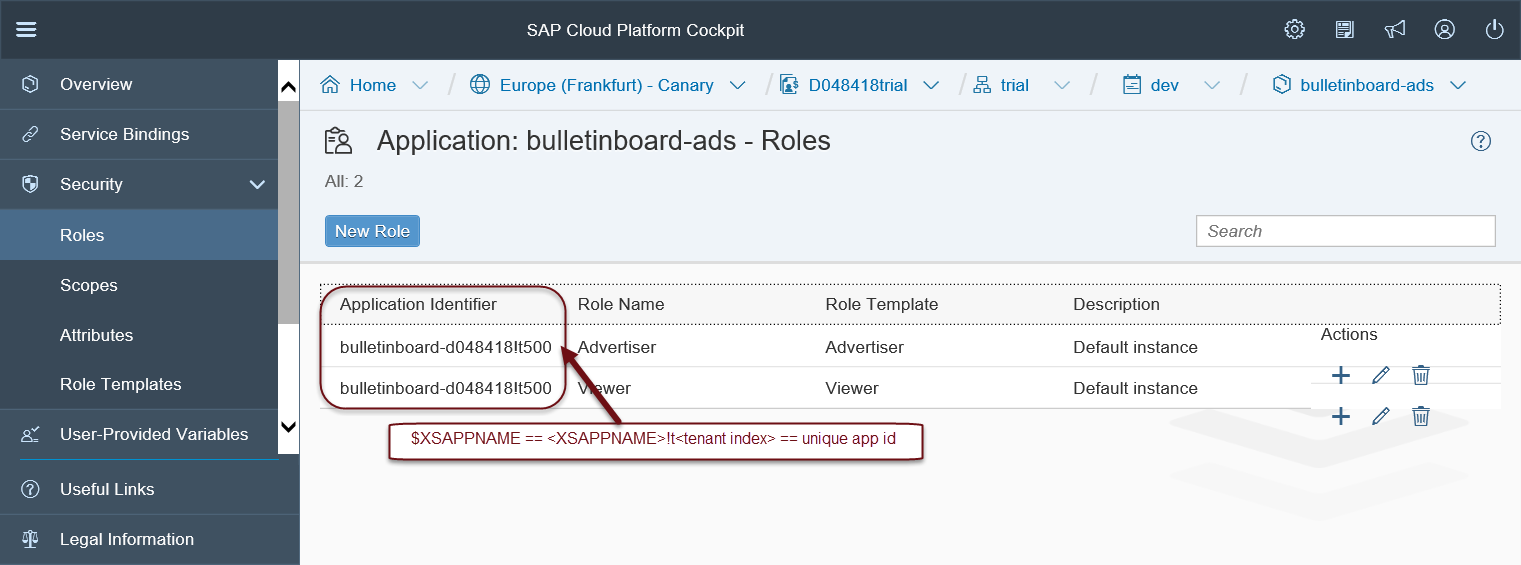 SAP Cloud Platform Cockpit
Overview
Service Bindings
Security
Roles
Scopes
Attributes
Role Templates
User-Provided Variables
Useful Links
Legal Information
Home / Europe (Frankfurt) - Canary / D048418trial / trial / dev / bulletinboard-ads
Application: bulletinboard-ads - Roles
All: 2
New Role
Search
Application Identifier Role Name Role Template Description
Actions
bulletinboard-d048418!t500 Advertiser Advertiser Default instance
bulletinboard-d048418!t500 Viewer Viewer Default instance
$XSAPPNAME == <XSAPPNAME>!t<tenant index> == unique app id